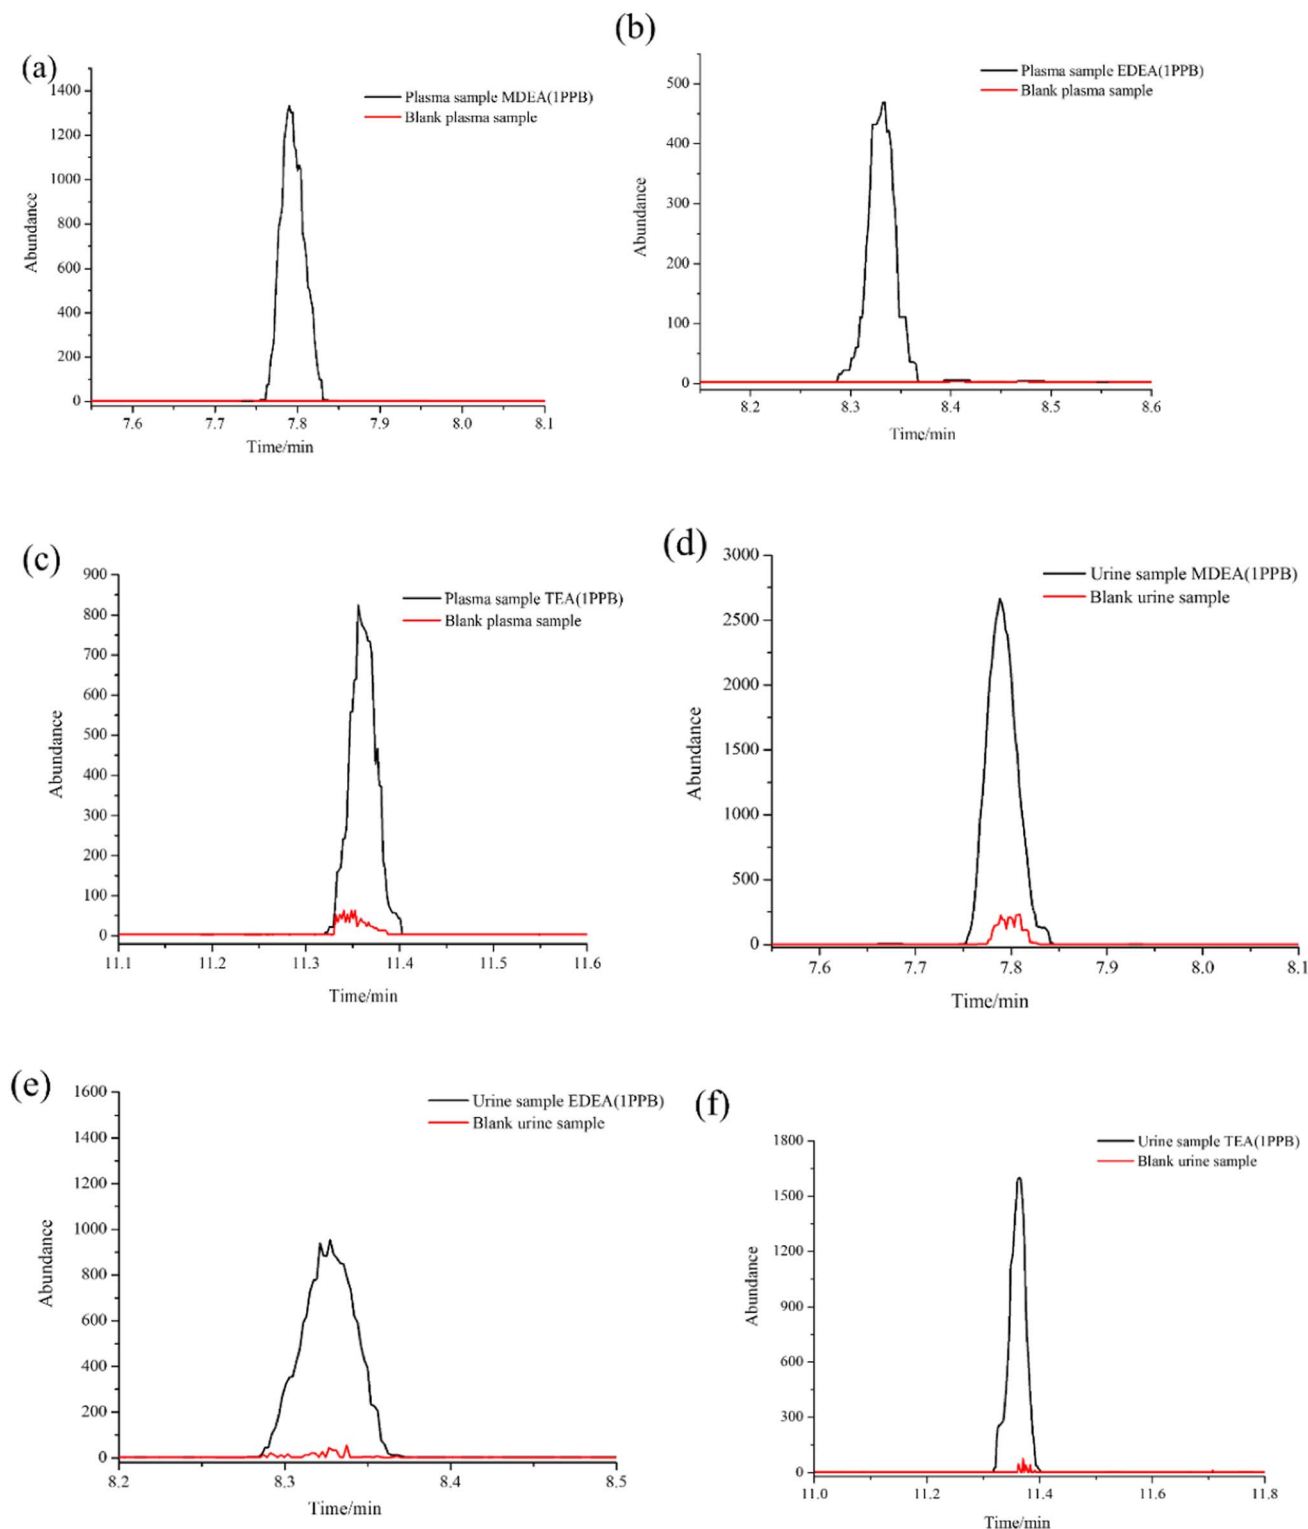 (a)
1400
1200
1000
800
600
400
200
0
Abundance
7.6 7.7 7.8 7.9 8.0 8.1
Time/min
Plasma sample MDEA(1PPB)
Blank plasma sample
(b)
500
400
300
200
100
0
Abundance
8.2 8.3 8.4 8.5 8.6
Time/min
Plasma sample EDEA(1PPB)
Blank plasma sample
(c)
900
800
700
600
500
400
300
200
100
0
Abundance
11.1 11.2 11.3 11.4 11.5 11.6
Time/min
Plasma sample TEA(1PPB)
Blank plasma sample
(d)
3000
2500
2000
1500
1000
500
0
Abundance
7.6 7.7 7.8 7.9 8.0 8.1
Time/min
Urine sample MDEA(1PPB)
Blank urine sample
(e)
1600
1400
1200
1000
800
600
400
200
0
Abundance
8.2 8.3 8.4 8.5
Time/min
Urine sample EDEA(1PPB)
Blank urine sample
(f)
1800
1500
1200
900
600
300
0
Abundance
11.0 11.2 11.4 11.6 11.8
Time/min
Urine sample TEA(1PPB)
Blank urine sample